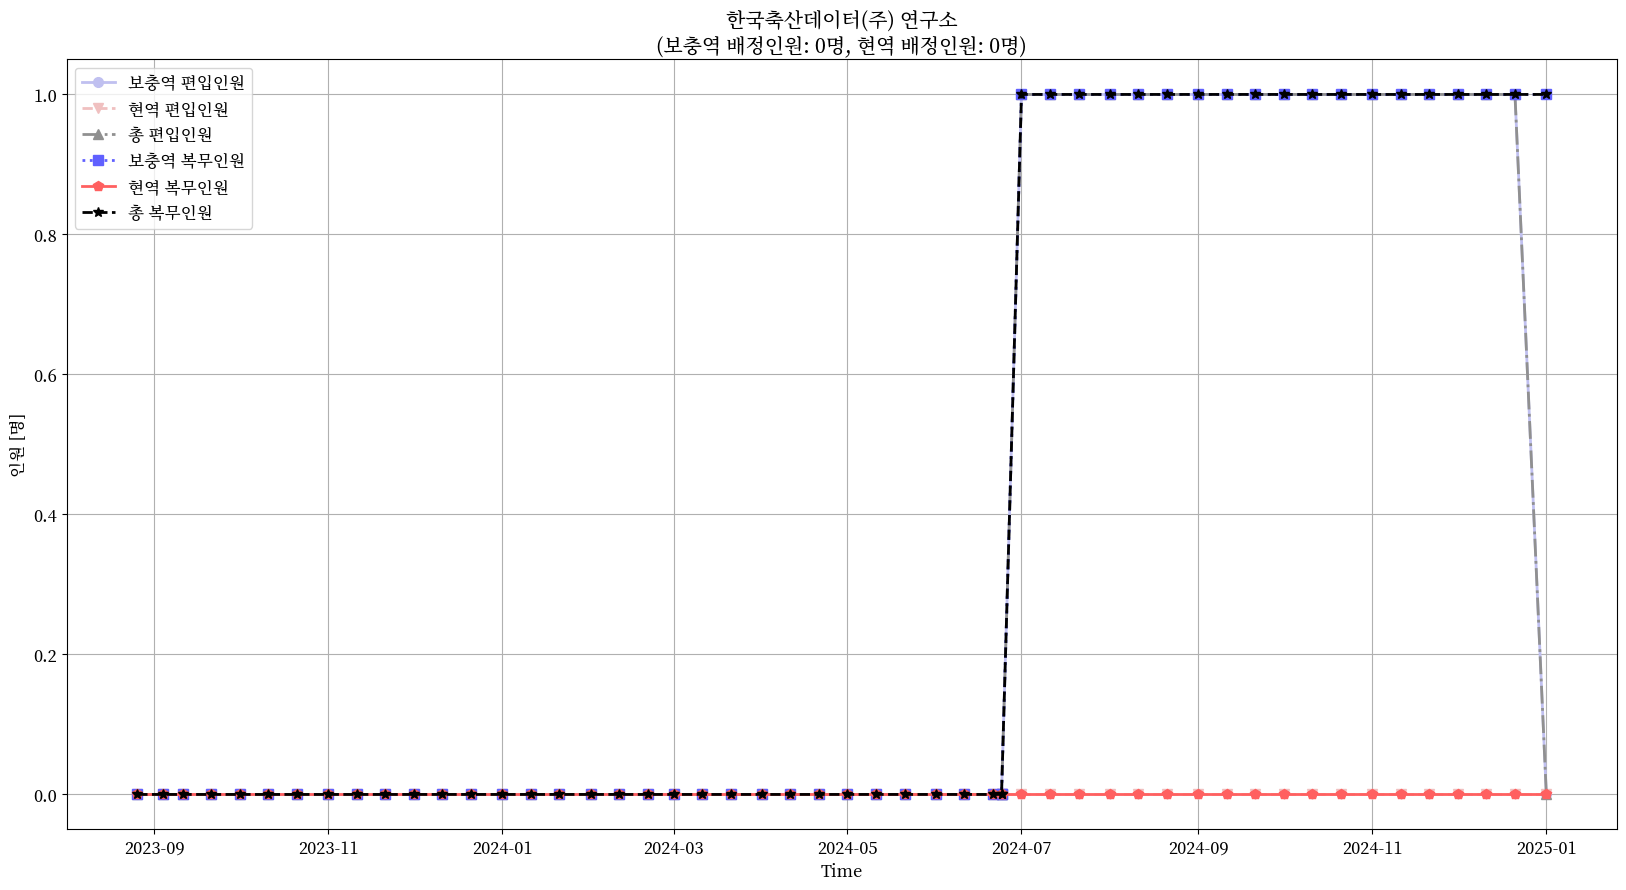 한국축산데이터(주) 연구소
(보충역 배정인원: 0명, 현역 배정인원: 0명)
보충역 편입인원
현역 편입인원
총 편입인원
보충역 복무인원
현역 복무인원
총 복무인원
1.0
0.8
0.6
0.4
0.2
0.0
인원 [명]
2023-09
2023-11
2024-01
2024-03
2024-05
2024-07
2024-09
2024-11
2025-01
Time